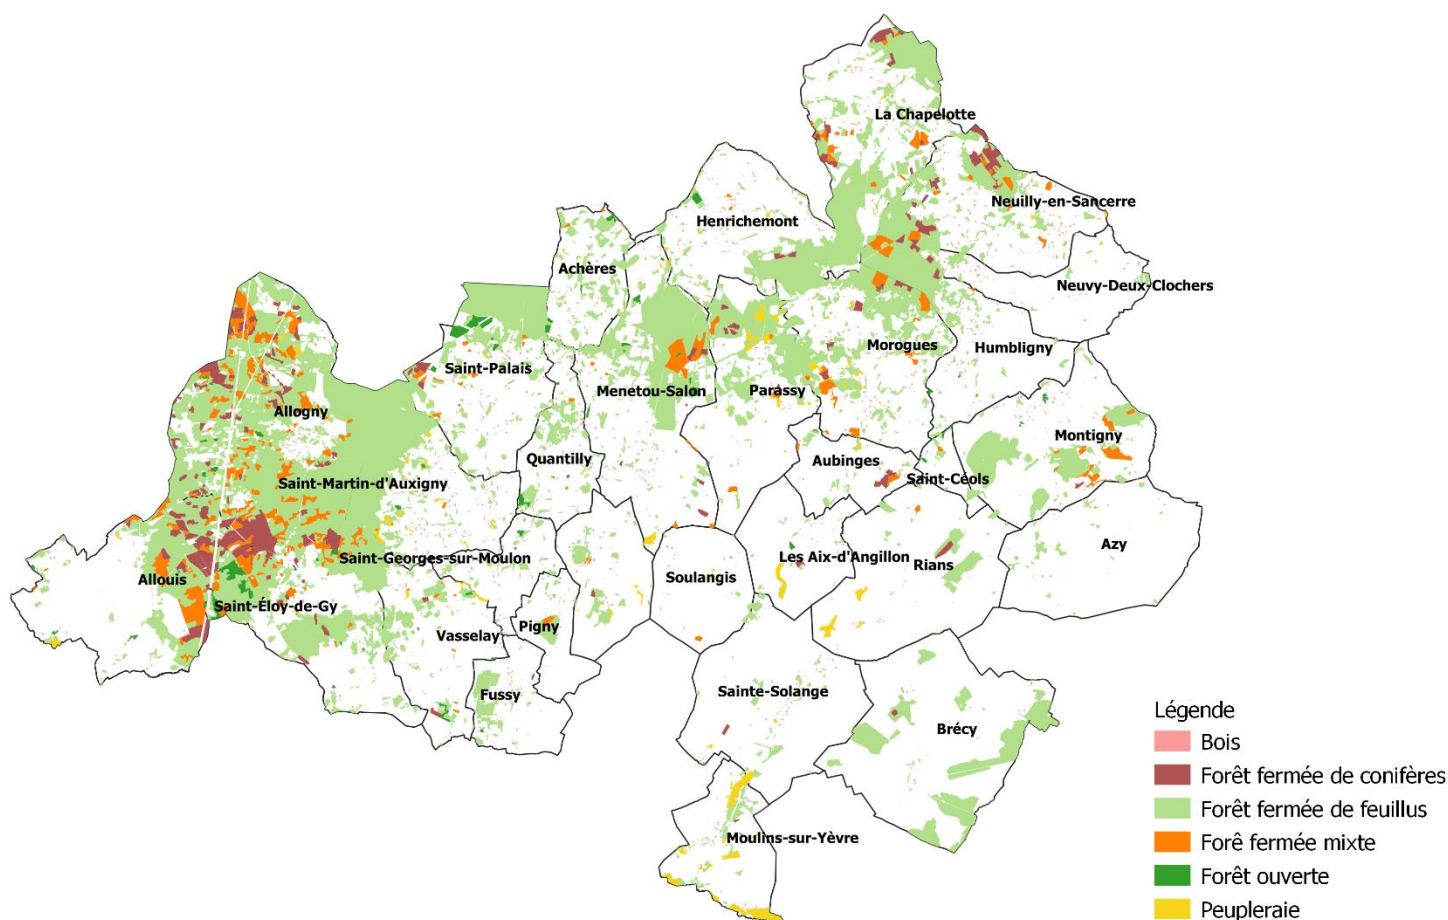 La Chapelotte
Neuilly-en-Sancerre
Henrichemont
Achères
Neuvy-Deux-Clochers
Morogues
Humbligny
Saint-Palais
Menetou-Salon
Parassy
Allogny
Montigny
Quantilly
Aubinges
Saint-Céols
Saint-Martin-d'Auxigny
Azy
Saint-Georges-sur-Moulon
Les Aix-d'Angillon
Rians
Soulangis
Allouis
Saint-Éloy-de-Gy
Pigny
Vasselay
Fussy
Sainte-Solange
Brécy
Moulins-sur-Yèvre
Légende
Bois
Forêt fermée de conifères
Forêt fermée de feuillus
Forê fermée mixte
Forêt ouverte
Peupleraie